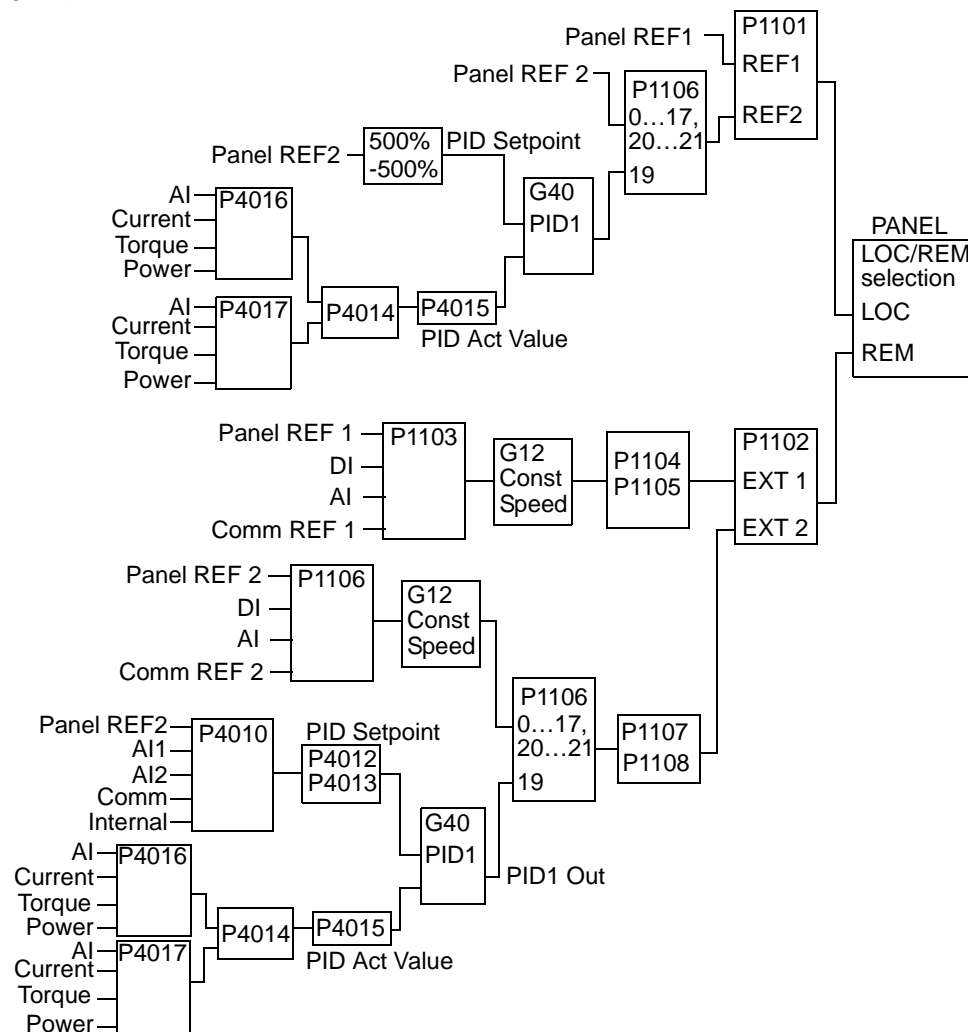 P1101
Panel REF1
REF1
Panel REF 2
P1106
0…17,
20…21
REF2
19
500%
-500%
PID Setpoint
Panel REF2
G40
PID1
AI
Current
Torque
Power
P4016
AI
Current
Torque
Power
P4017
P4014
P4015
PID Act Value
PANEL
LOC/REM
selection
LOC
REM
Panel REF 1
DI
AI
Comm REF 1
P1103
G12
Const
Speed
P1104
P1105
P1102
EXT 1
EXT 2
Panel REF 2
DI
AI
Comm REF 2
P1106
G12
Const
Speed
P1106
0…17,
20…21
19
P1107
P1108
Panel REF2
AI1
AI2
Comm
Internal
P4010
PID Setpoint
P4012
P4013
G40
PID1
PID1 Out
AI
Current
Torque
Power
P4016
AI
Current
Torque
Power
P4017
P4014
P4015
PID Act Value